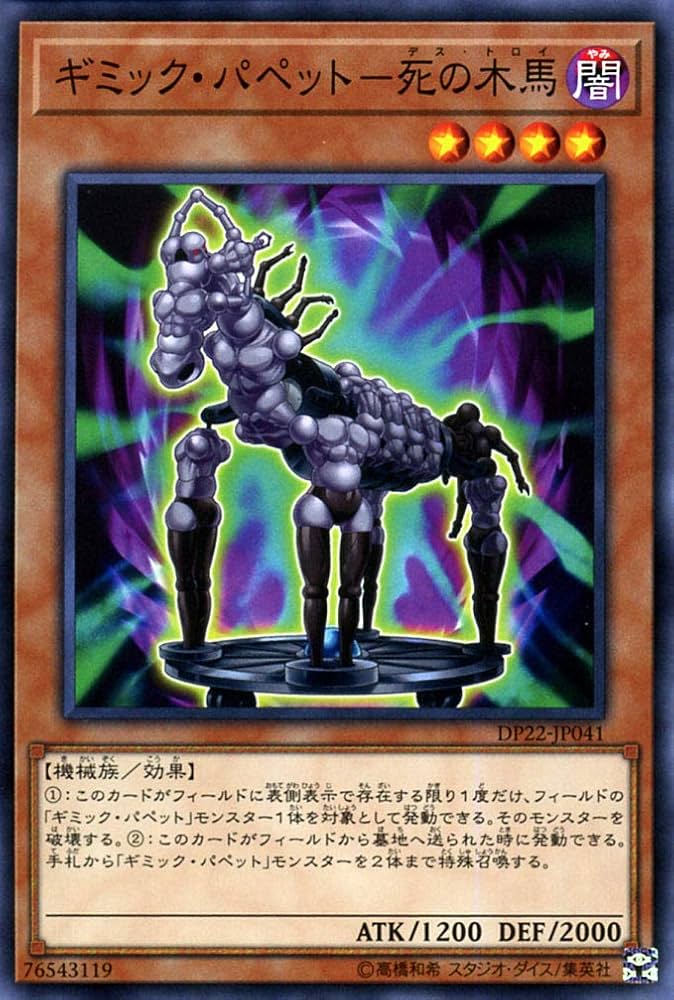 ギミック・パペット－死の木馬
デス・トロイ
やみ
闇
DP22-JP041
【機械族／効果】
①：このカードがフィールドに表側表示で存在する限り１度だけ、フィールドの
「ギミック・パペット」モンスター１体を対象として発動できる。そのモンスターを
破壊する。②：このカードがフィールドから墓地へ送られた時に発動できる。
手札から「ギミック・パペット」モンスターを２体まで特殊召喚する。
ATK/1200 DEF/2000
76543119
©高橋和希 スタジオ・ダイス/集英社